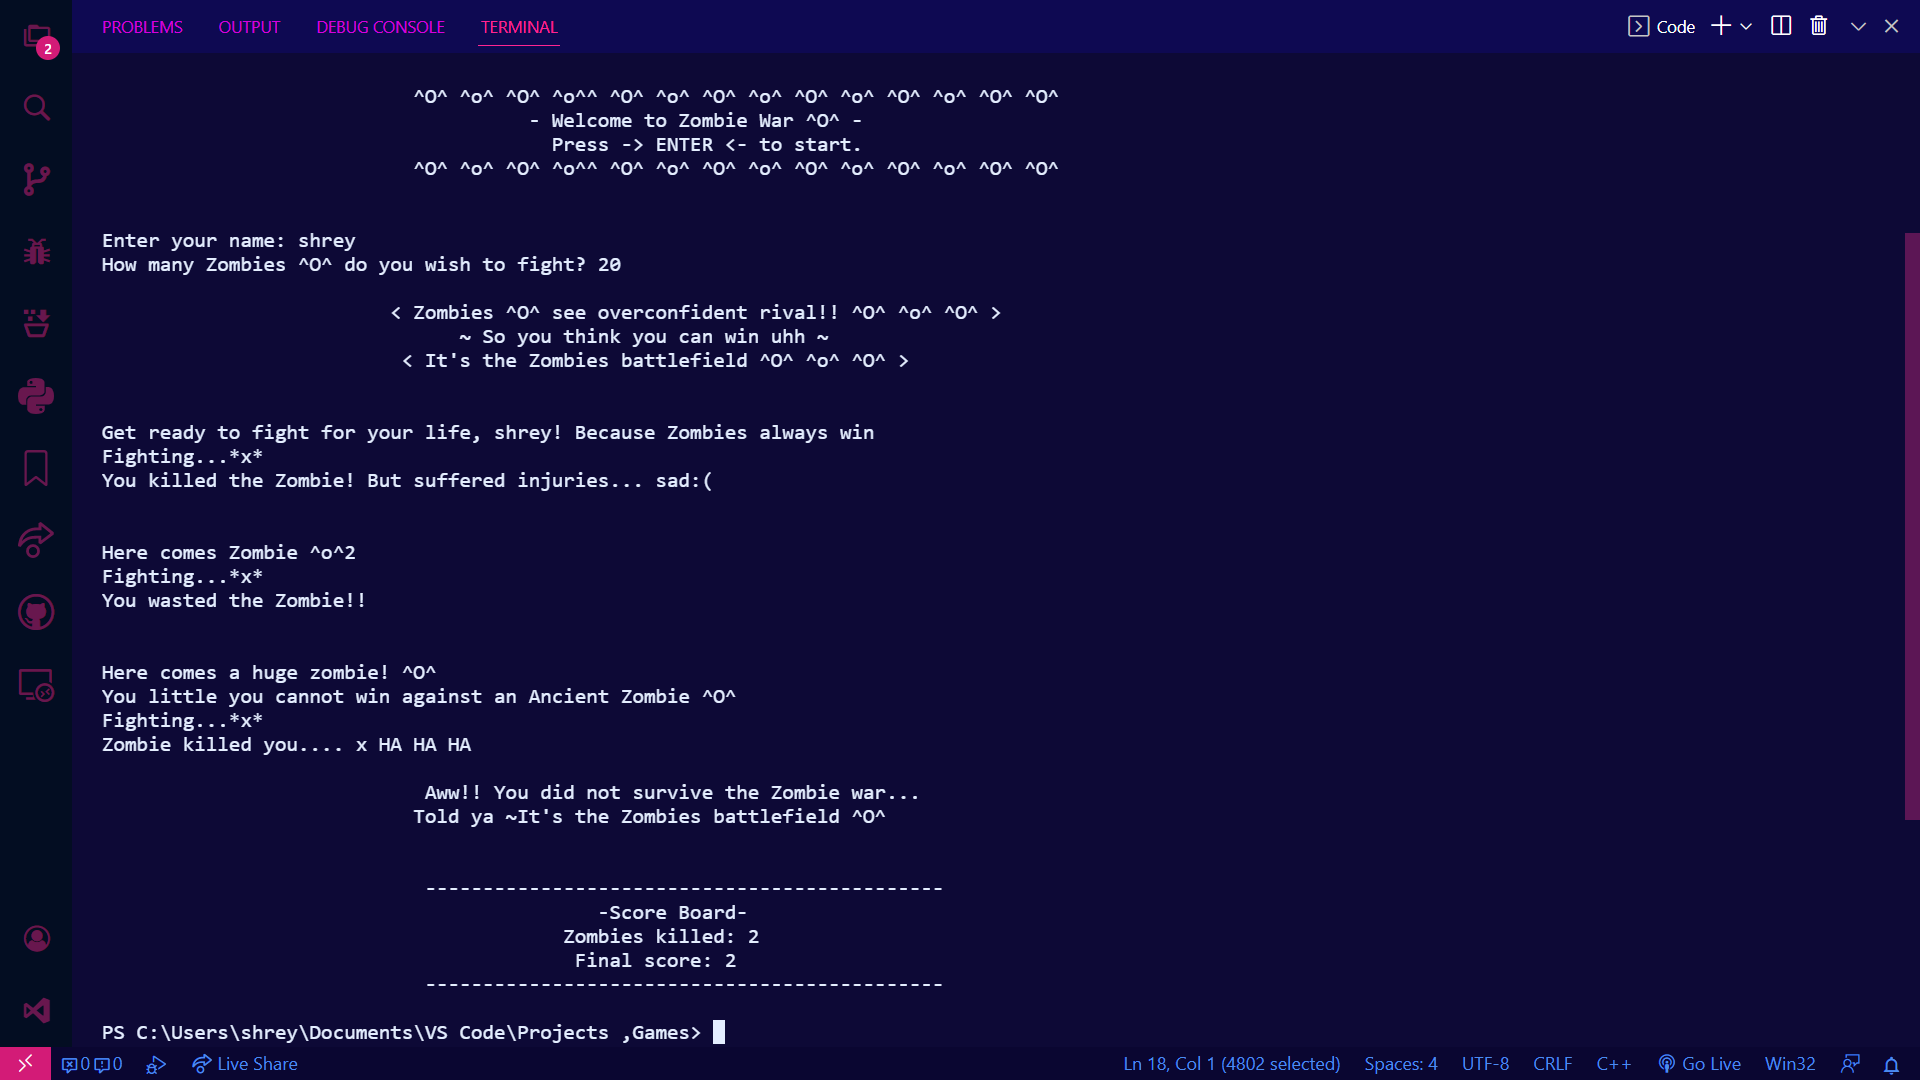 PROBLEMS OUTPUT DEBUG CONSOLE TERMINAL Code
2
^O^ ^o^ ^O^ ^o^^ ^O^ ^o^ ^O^ ^o^ ^O^ ^o^ ^O^ ^o^ ^O^ ^O^
- Welcome to Zombie War ^O^ -
Press -> ENTER <- to start.
^O^ ^o^ ^O^ ^o^^ ^O^ ^o^ ^O^ ^o^ ^O^ ^o^ ^O^ ^o^ ^O^ ^O^
Enter your name: shrey
How many Zombies ^O^ do you wish to fight? 20
< Zombies ^O^ see overconfident rival!! ^O^ ^o^ ^O^ >
~ So you think you can win uhh ~
< It's the Zombies battlefield ^O^ ^o^ ^O^ >
Get ready to fight for your life, shrey! Because Zombies always win
Fighting...*x*
You killed the Zombie! But suffered injuries... sad:(
Here comes Zombie ^o^2
Fighting...*x*
You wasted the Zombie!!
Here comes a huge zombie! ^O^
You little you cannot win against an Ancient Zombie ^O^
Fighting...*x*
Zombie killed you.... x HA HA HA
Aww!! You did not survive the Zombie war...
Told ya ~It's the Zombies battlefield ^O^
---------------------------------------------
-Score Board-
Zombies killed: 2
Final score: 2
---------------------------------------------
PS C:\Users\shrey\Documents\VS Code\Projects ,Games>
0 0 Live Share Ln 18, Col 1 (4802 selected) Spaces: 4 UTF-8 CRLF C++ Go Live Win32